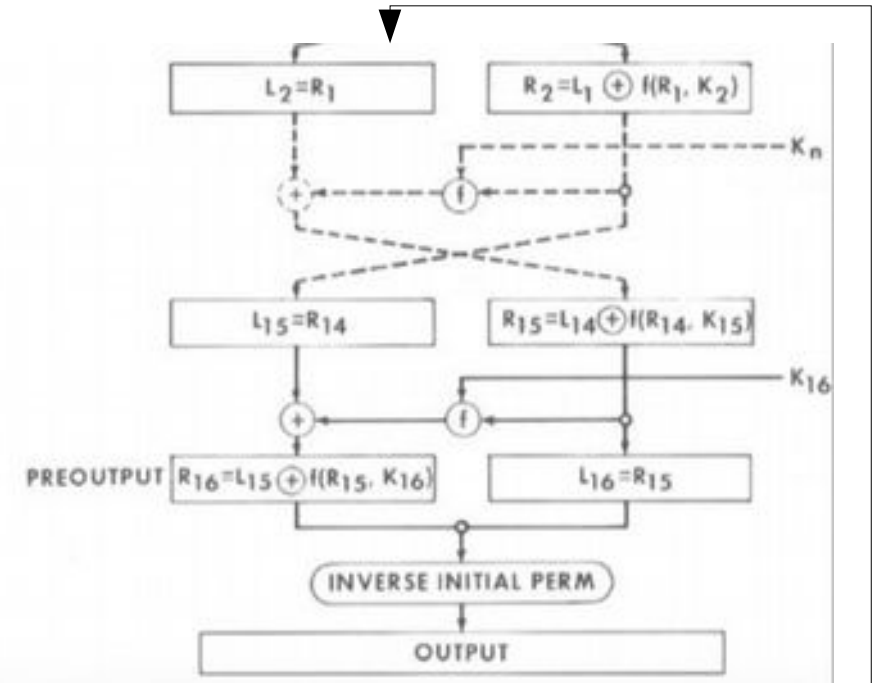 L2=R1 R2=L1 ⊕ f(R1, K2)
Kn
+ f
L15=R14 R15=L14 ⊕ f(R14, K15)
K16
+ f
PREOUTPUT R16=L15 ⊕ f(R15, K16) L16=R15
INVERSE INITIAL PERM
OUTPUT